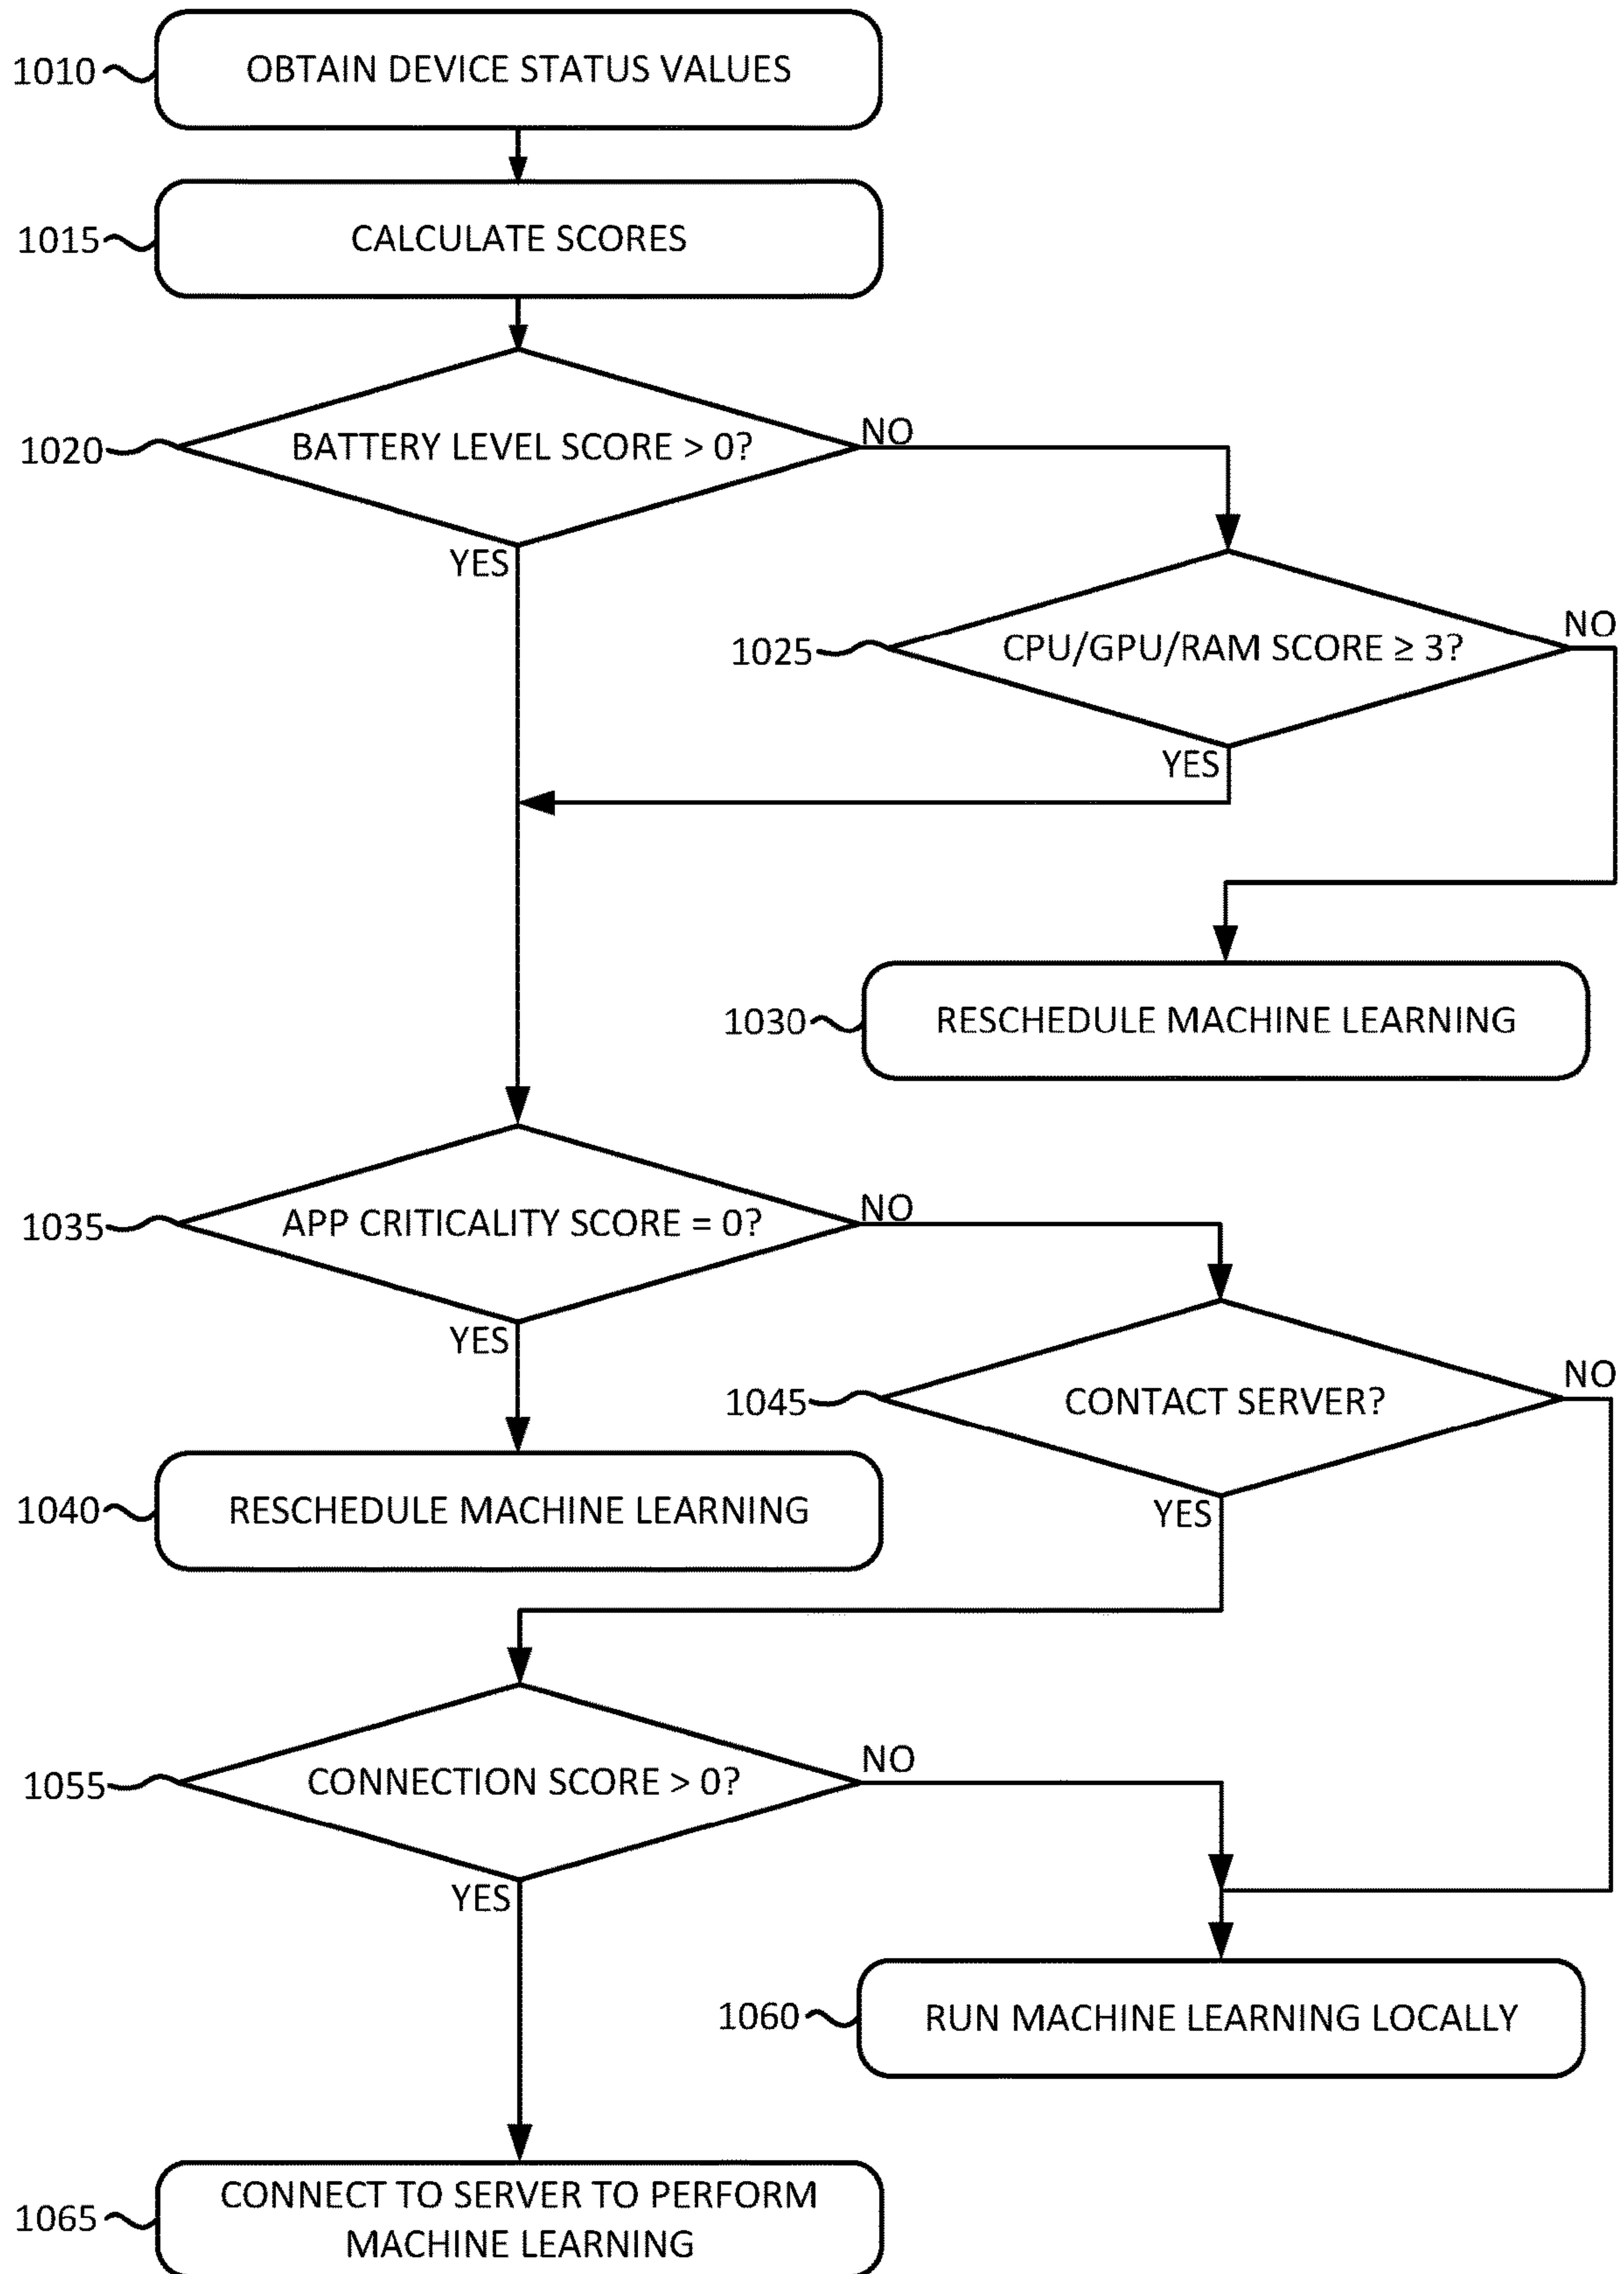 1010
OBTAIN DEVICE STATUS VALUES
1015
CALCULATE SCORES
1020
BATTERY LEVEL SCORE > 0?
NO
YES
1025
CPU/GPU/RAM SCORE ≥ 3?
NO
YES
1030
RESCHEDULE MACHINE LEARNING
1035
APP CRITICALITY SCORE = 0?
NO
YES
1040
RESCHEDULE MACHINE LEARNING
1045
CONTACT SERVER?
NO
YES
1055
CONNECTION SCORE > 0?
NO
YES
1060
RUN MACHINE LEARNING LOCALLY
1065
CONNECT TO SERVER TO PERFORM
MACHINE LEARNING